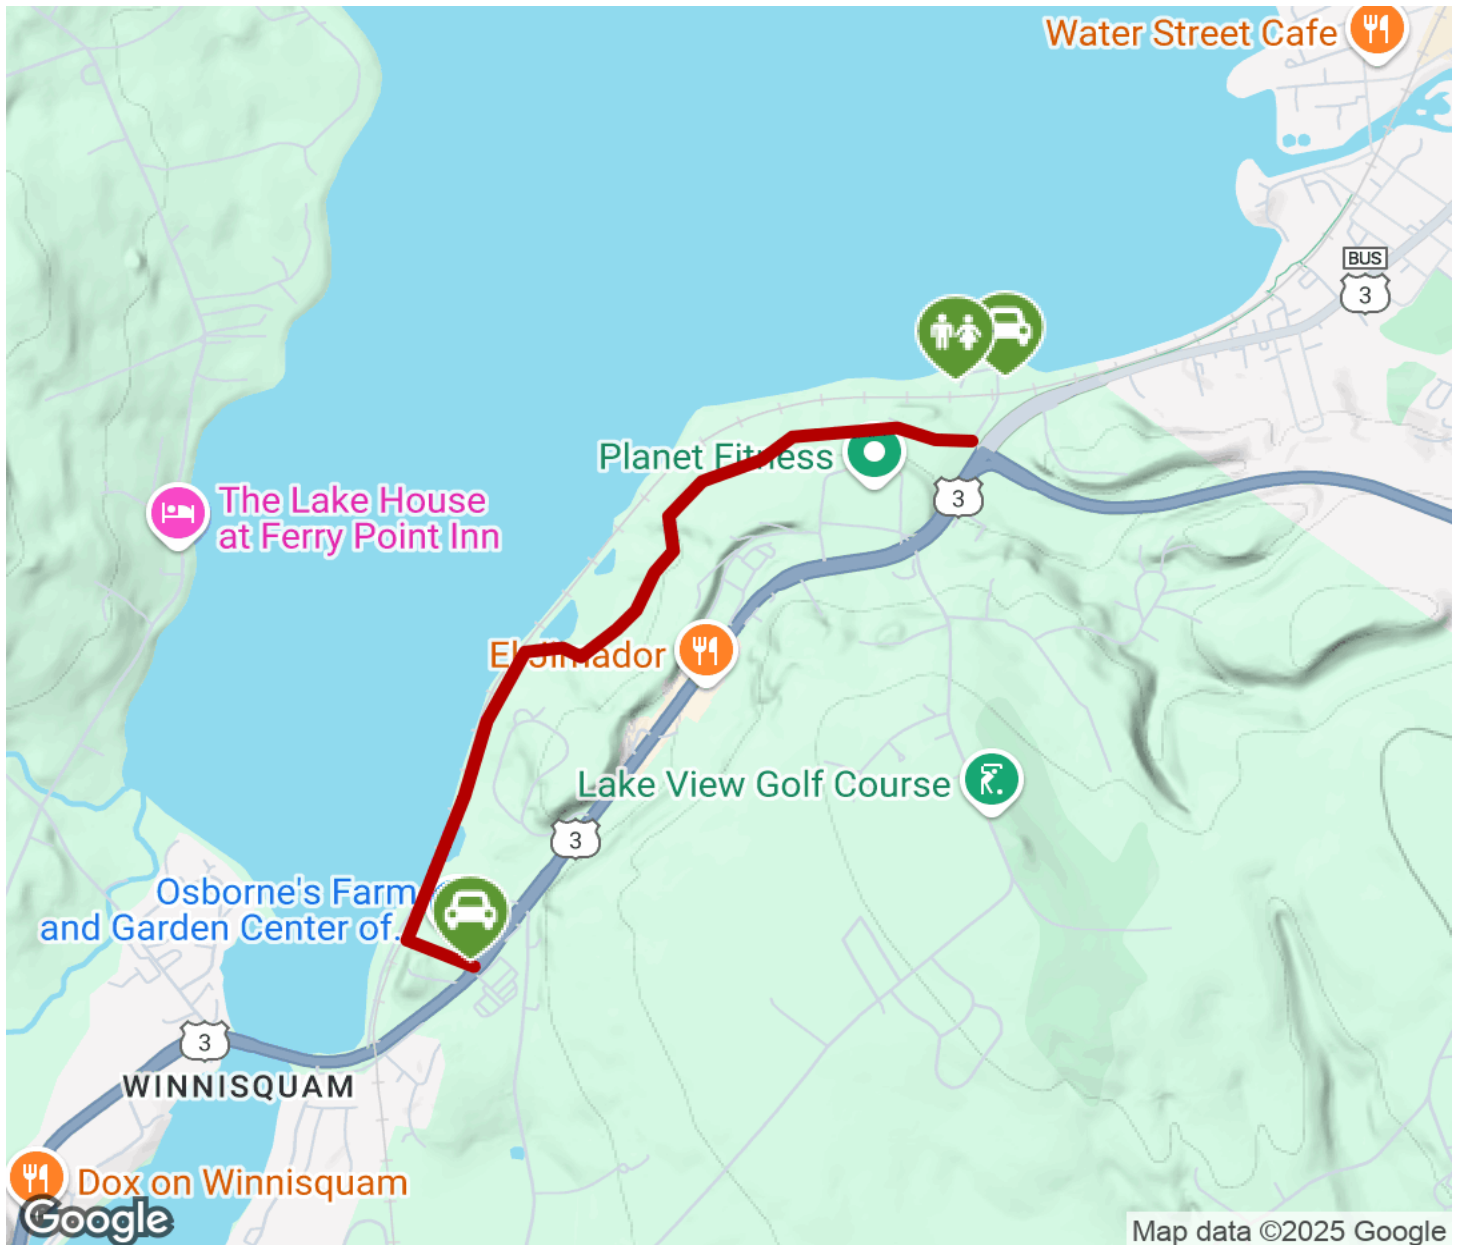 Water Street Cafe
BUS
3
Planet Fitness
3
The Lake House
at Ferry Point Inn
El Jimador
Lake View Golf Course
3
Osborne's Farm
and Garden Center of...
3
WINNISQUAM
Dox on Winnisquam
Google
Map data ©2025 Google